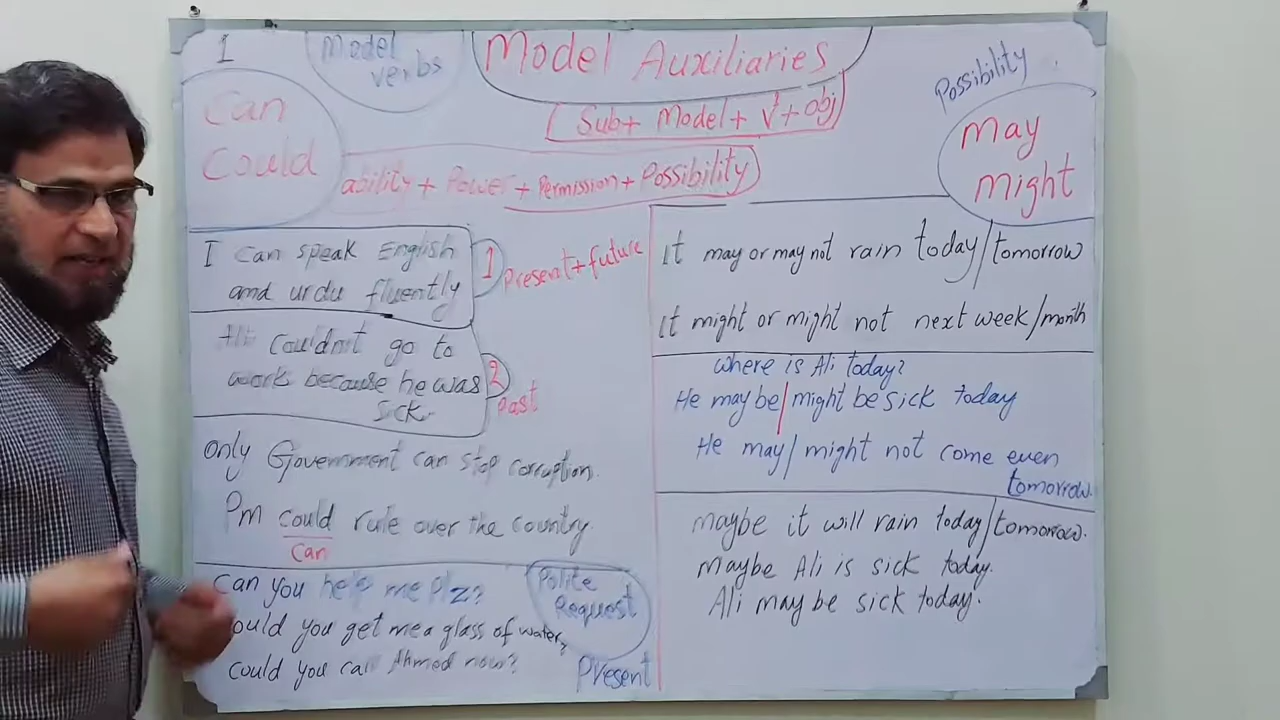 1
Model
verbs
Model Auxiliaries
(Sub+ Model+ V¹+obj)
Can
Could
ability + Power + Permission + Possibility
Possibility
may
might
I can speak English
and urdu fluently
1
Present+future
He couldn't go to
work because he was
sick.
2
Past
only Government can stop corruption.
Pm could rule over the country
can
Can you help me Plz?
ould you get me a glass of water?
could you call Ahmad now?
Polite
Request
Present
It may or may not rain today/tomorrow
It might or might not next week/month
where is Ali today?
He may be/might be sick today
He may/might not come even
tomorrow.
maybe it will rain today/tomorrow.
Maybe Ali is sick today.
Ali may be sick today.